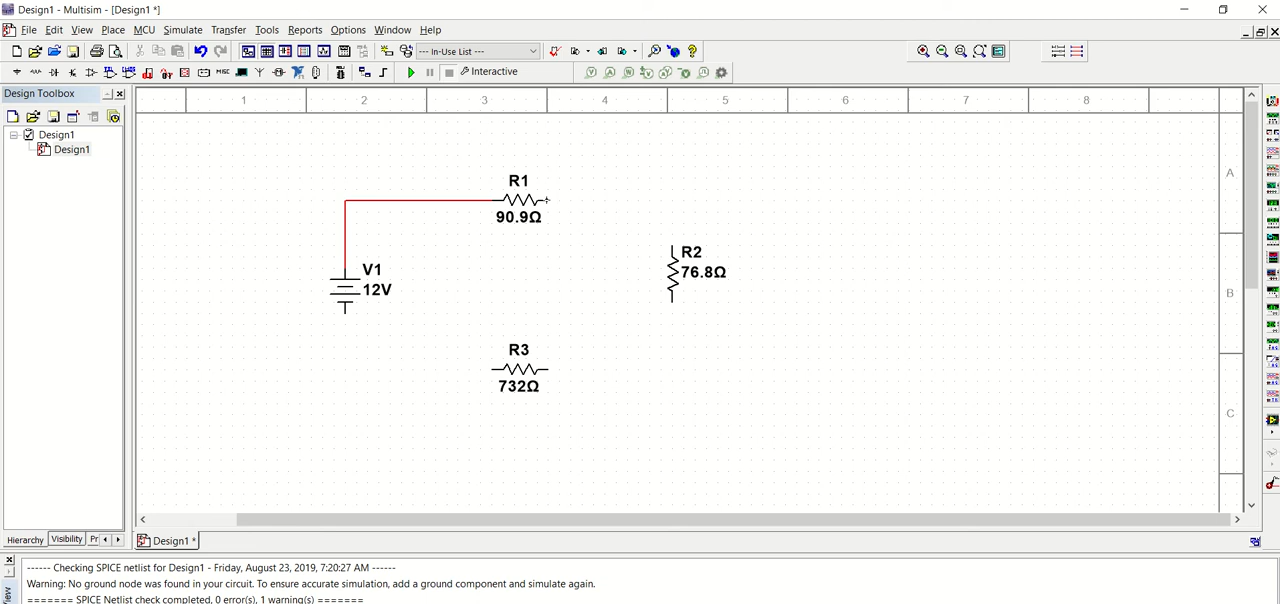 Design1 - Multisim - [Design1 *]
File Edit View Place MCU Simulate Transfer Tools Reports Options Window Help
--- In-Use List ---
MISC Interactive
Design Toolbox
1 2 3 4 5 6 7 8
Design1
Design1
A
R1
90.9Ω
R2
76.8Ω
V1
12V
B
R3
732Ω
C
Hierarchy Visibility Pr
Design1 *
------ Checking SPICE netlist for Design1 - Friday, August 23, 2019, 7:20:27 AM ------
Warning: No ground node was found in your circuit. To ensure accurate simulation, add a ground component and simulate again.
======= SPICE Netlist check completed, 0 error(s), 1 warning(s) =======